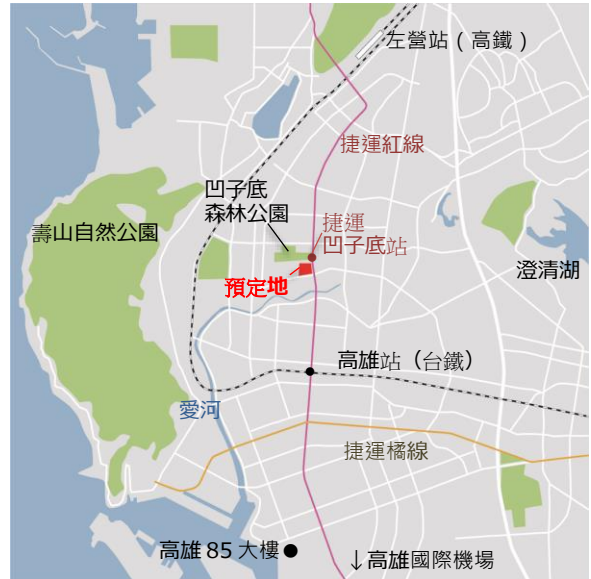 左營站（高鐵）
捷運紅線
凹子底
森林公園
捷運
凹子底站
壽山自然公園
澄清湖
預定地
高雄站（台鐵）
愛河
捷運橘線
高雄 85 大樓
↓高雄國際機場